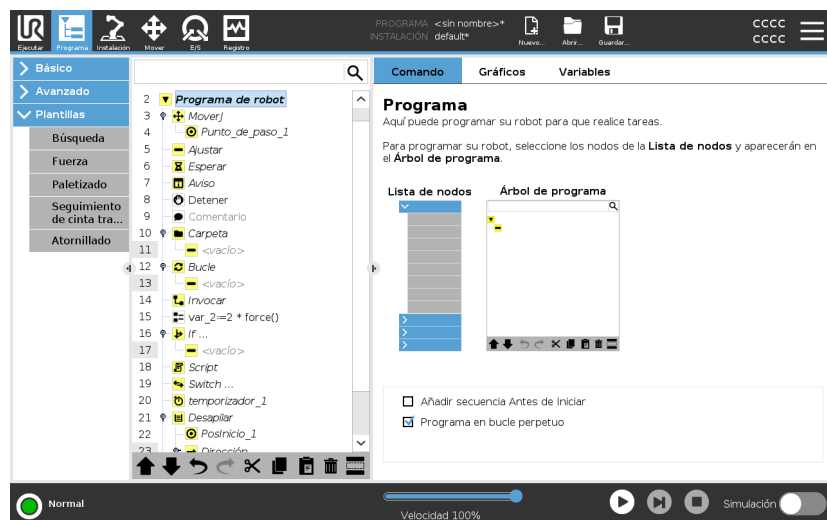 UR
PROGRAMA <sin nombre>*
INSTALACIÓN default*
CCCC
CCCC
Ejecutar
Programa
Instalación
Mover
E/S
Registro
Nuevo...
Abrir...
Guardar...
Básico
Avanzado
Plantillas
Búsqueda
Fuerza
Paletizado
Seguimiento
de cinta tra...
Atornillado
2 Programa de robot
3 MoverJ
4 Punto_de_paso_1
5 Ajustar
6 Esperar
7 Aviso
8 Detener
9 Comentario
10 Carpeta
11 <vacío>
12 Bucle
13 <vacío>
14 Invocar
15 var_2:=2 * force()
16 If ...
17 <vacío>
18 Script
19 Switch ...
20 temporizador_1
21 Desapilar
22 PosInicio_1
23 Dirección
Comando
Gráficos
Variables
Programa
Aquí puede programar su robot para que realice tareas.
Para programar su robot, seleccione los nodos de la Lista de nodos y aparecerán en
el Árbol de programa.
Lista de nodos
Árbol de programa
Añadir secuencia Antes de Iniciar
Programa en bucle perpetuo
Normal
Velocidad 100%
Simulación